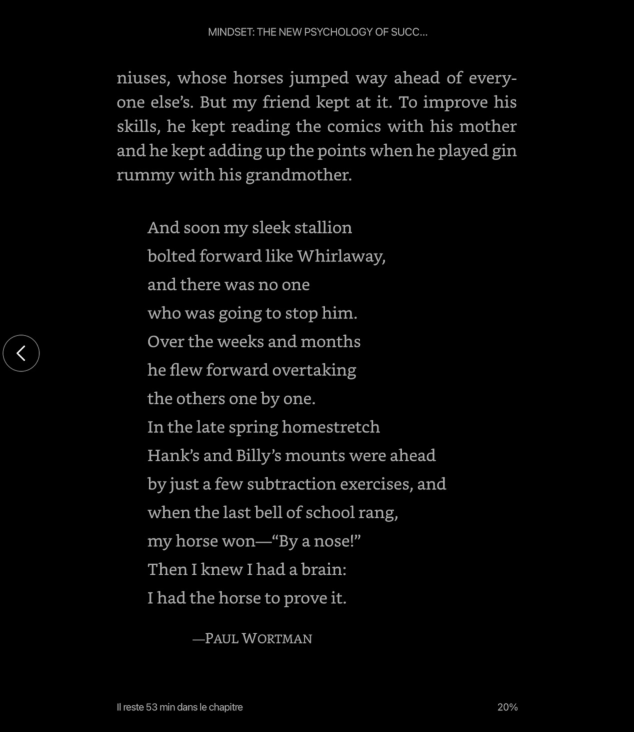 MINDSET: THE NEW PSYCHOLOGY OF SUCC...
niuses, whose horses jumped way ahead of every-
one else's. But my friend kept at it. To improve his
skills, he kept reading the comics with his mother
and he kept adding up the points when he played gin
rummy with his grandmother.
And soon my sleek stallion
bolted forward like Whirlaway,
and there was no one
who was going to stop him.
Over the weeks and months
he flew forward overtaking
the others one by one.
In the late spring homestretch
Hank's and Billy's mounts were ahead
by just a few subtraction exercises, and
when the last bell of school rang,
my horse won—“By a nose!”
Then I knew I had a brain:
I had the horse to prove it.
—PAUL WORTMAN
Il reste 53 min dans le chapitre
20%